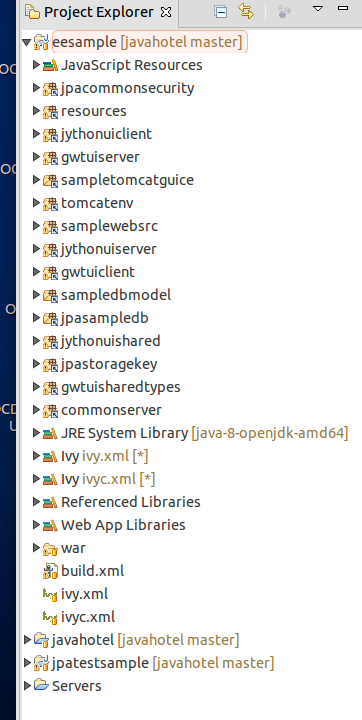 Project Explorer
eesample [javahotel master]
JavaScript Resources
jpacommonsecurity
resources
jythonuiclient
gwtuiserver
sampletomcatguice
tomcatenv
samplewebsrc
jythonuiserver
gwtuiclient
sampledbmodel
jpasampledb
jythonuishared
jpastoragekey
gwtuisharedtypes
commonserver
JRE System Library [java-8-openjdk-amd64]
Ivy ivy.xml [*]
Ivy ivyc.xml [*]
Referenced Libraries
Web App Libraries
war
build.xml
ivy.xml
ivyc.xml
javahotel [javahotel master]
jpatestsample [javahotel master]
Servers